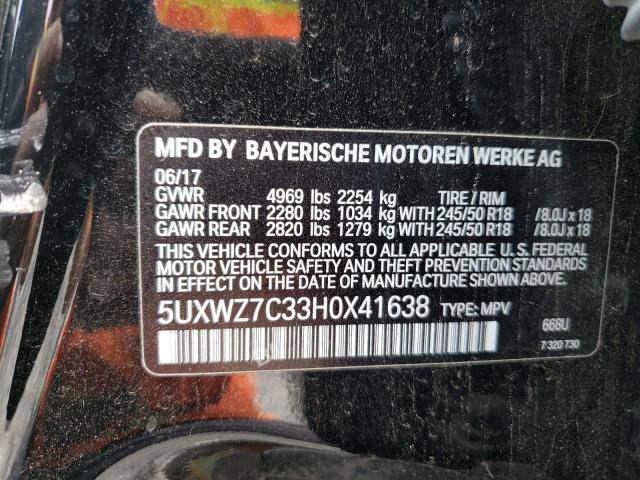 MFD BY BAYERISCHE MOTOREN WERKE AG
06/17
GVWR 4969 lbs 2254 kg TIRE / RIM
GAWR FRONT 2280 lbs 1034 kg WITH 245/50 R18 /8.0J x 18
GAWR REAR 2820 lbs 1279 kg WITH 245/50 R18 /8.0J x 18
THIS VEHICLE CONFORMS TO ALL APPLICABLE U. S. FEDERAL
MOTOR VEHICLE SAFETY AND THEFT PREVENTION STANDARDS
IN EFFECT ON THE DATE OF MANUFACTURE SHOWN ABOVE.
5UXWZ7C33H0X41638 TYPE: MPV
668U
7 320 730